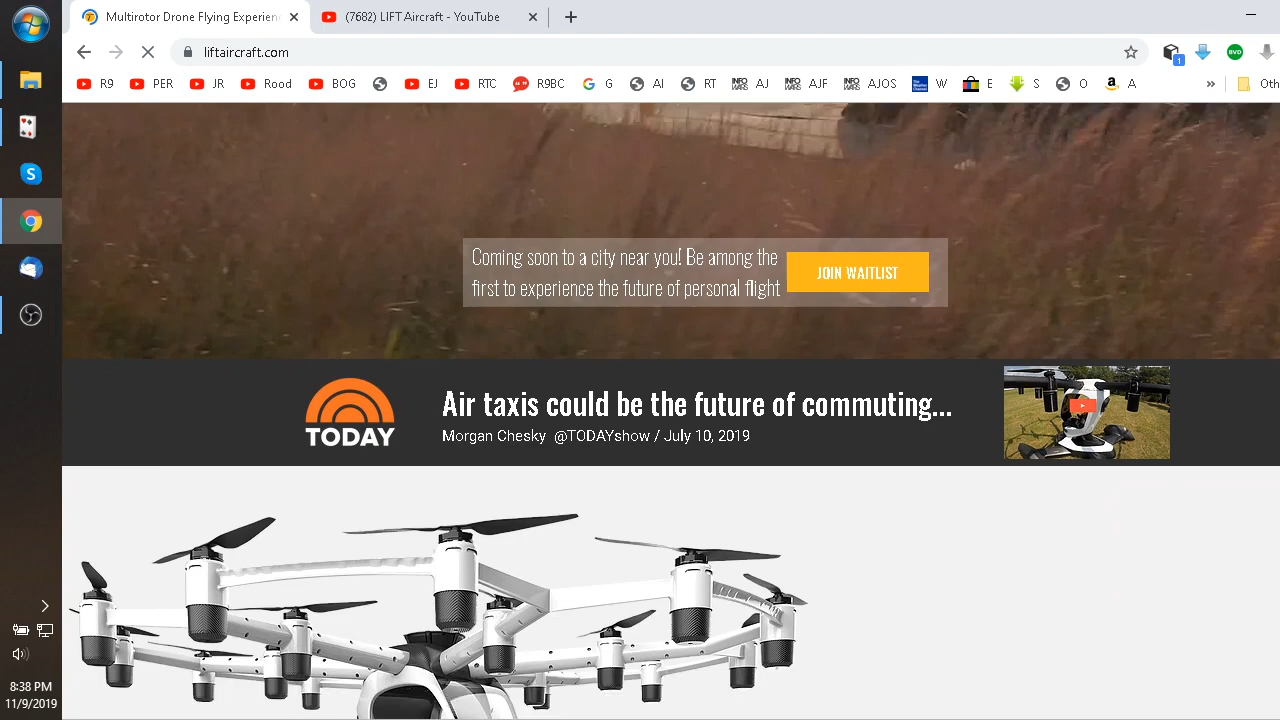 Multirotor Drone Flying Experien
(7682) LIFT Aircraft - YouTube
liftaircraft.com
1
BVD
R9
PER
Rood
BOG
EJ
R9BC
G
AI
RT
AJ
AJF
AJOS
W
E
S
O
A
Oth
Coming soon to a city near you! Be among the
first to experience the future of personal flight
JOIN WAITLIST
TODAY
Air taxis could be the future of commuting...
Morgan Chesky @TODAYshow / July 10, 2019
8:38 PM
11/9/2019